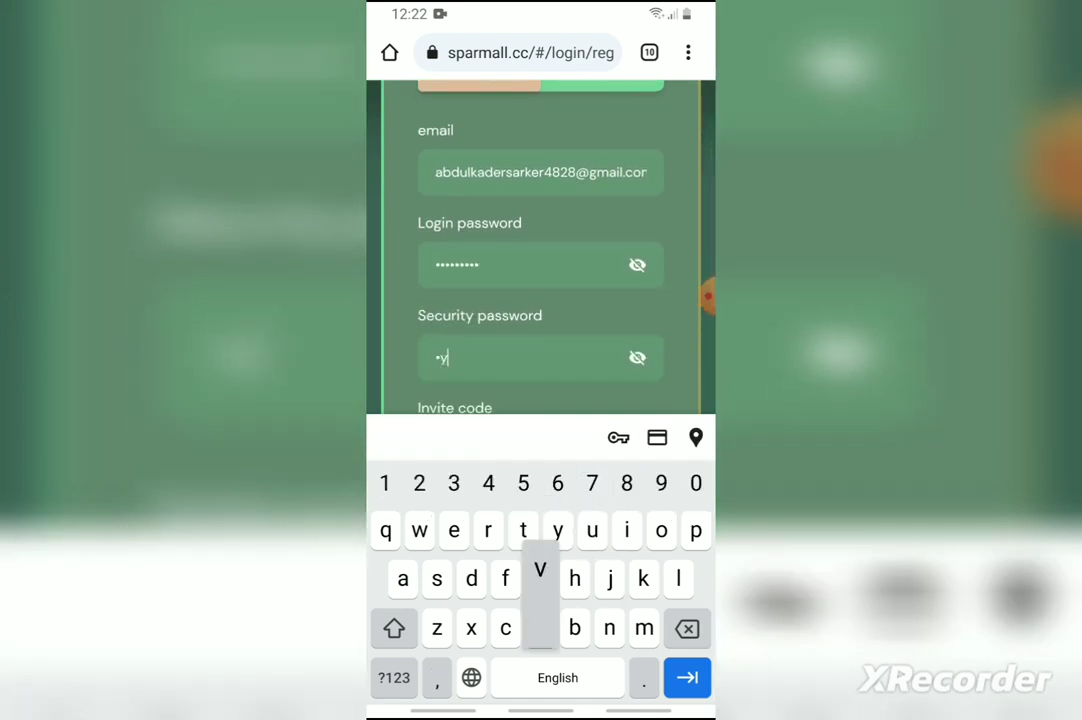 12:22
sparmall.cc/#/login/reg
10
email
abdulkadersarker4828@gmail.cor
Login password
•••••••••
Security password
•y
Invite code
1 2 3 4 5 6 7 8 9 0
q w e r t y u i o p
a s d f v h j k l
z x c b n m
?123 , English .
XRecorder